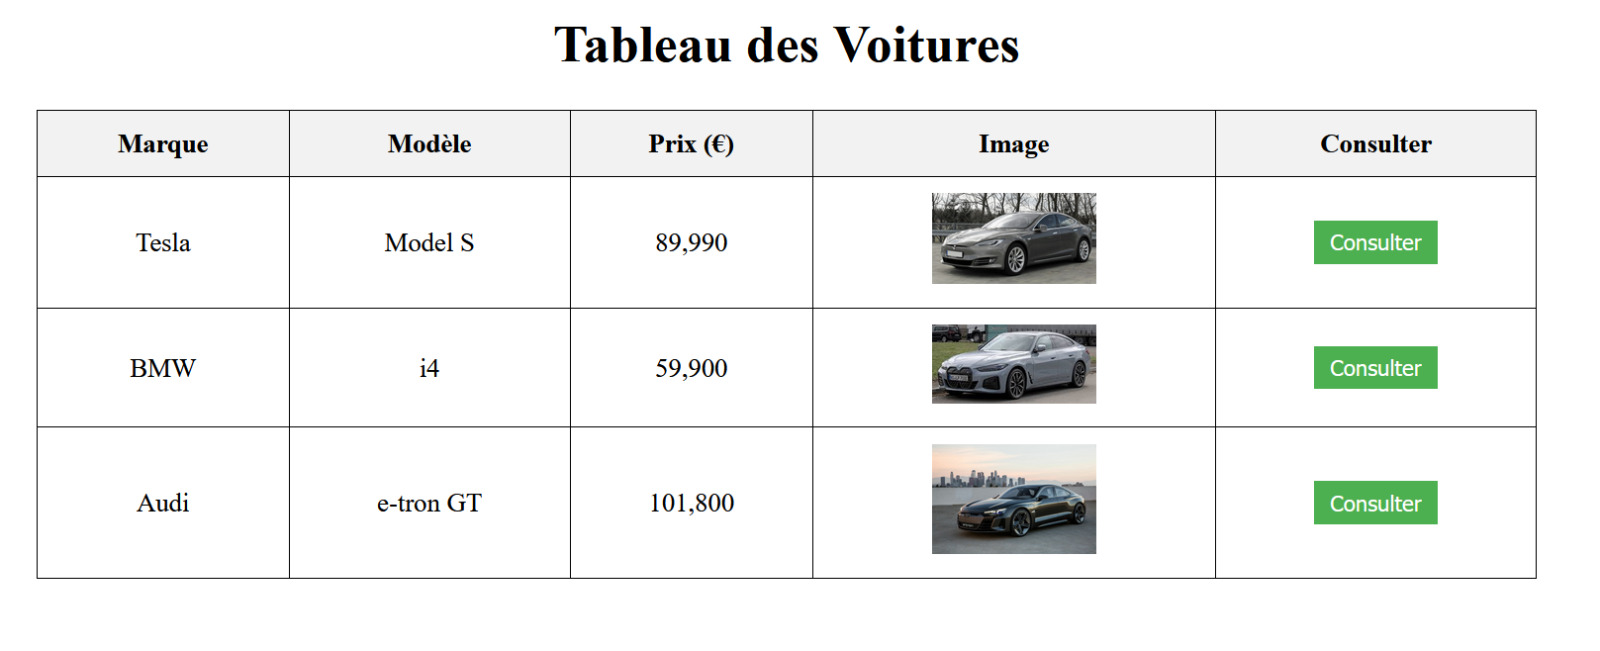 Tableau des Voitures
Marque Modèle Prix (€) Image Consulter
Tesla Model S 89,990 Consulter
BMW i4 59,900 Consulter
Audi e-tron GT 101,800 Consulter